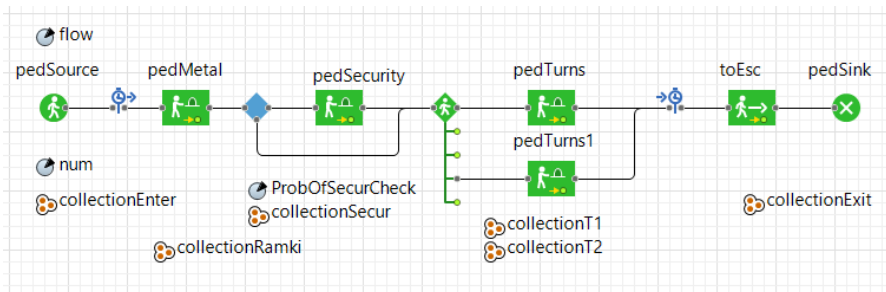 flow
pedSource
pedMetal
pedSecurity
pedTurns
toEsc
pedSink
pedTurns1
num
collectionEnter
ProbOfSecurCheck
collectionSecur
collectionExit
collectionT1
collectionRamki
collectionT2